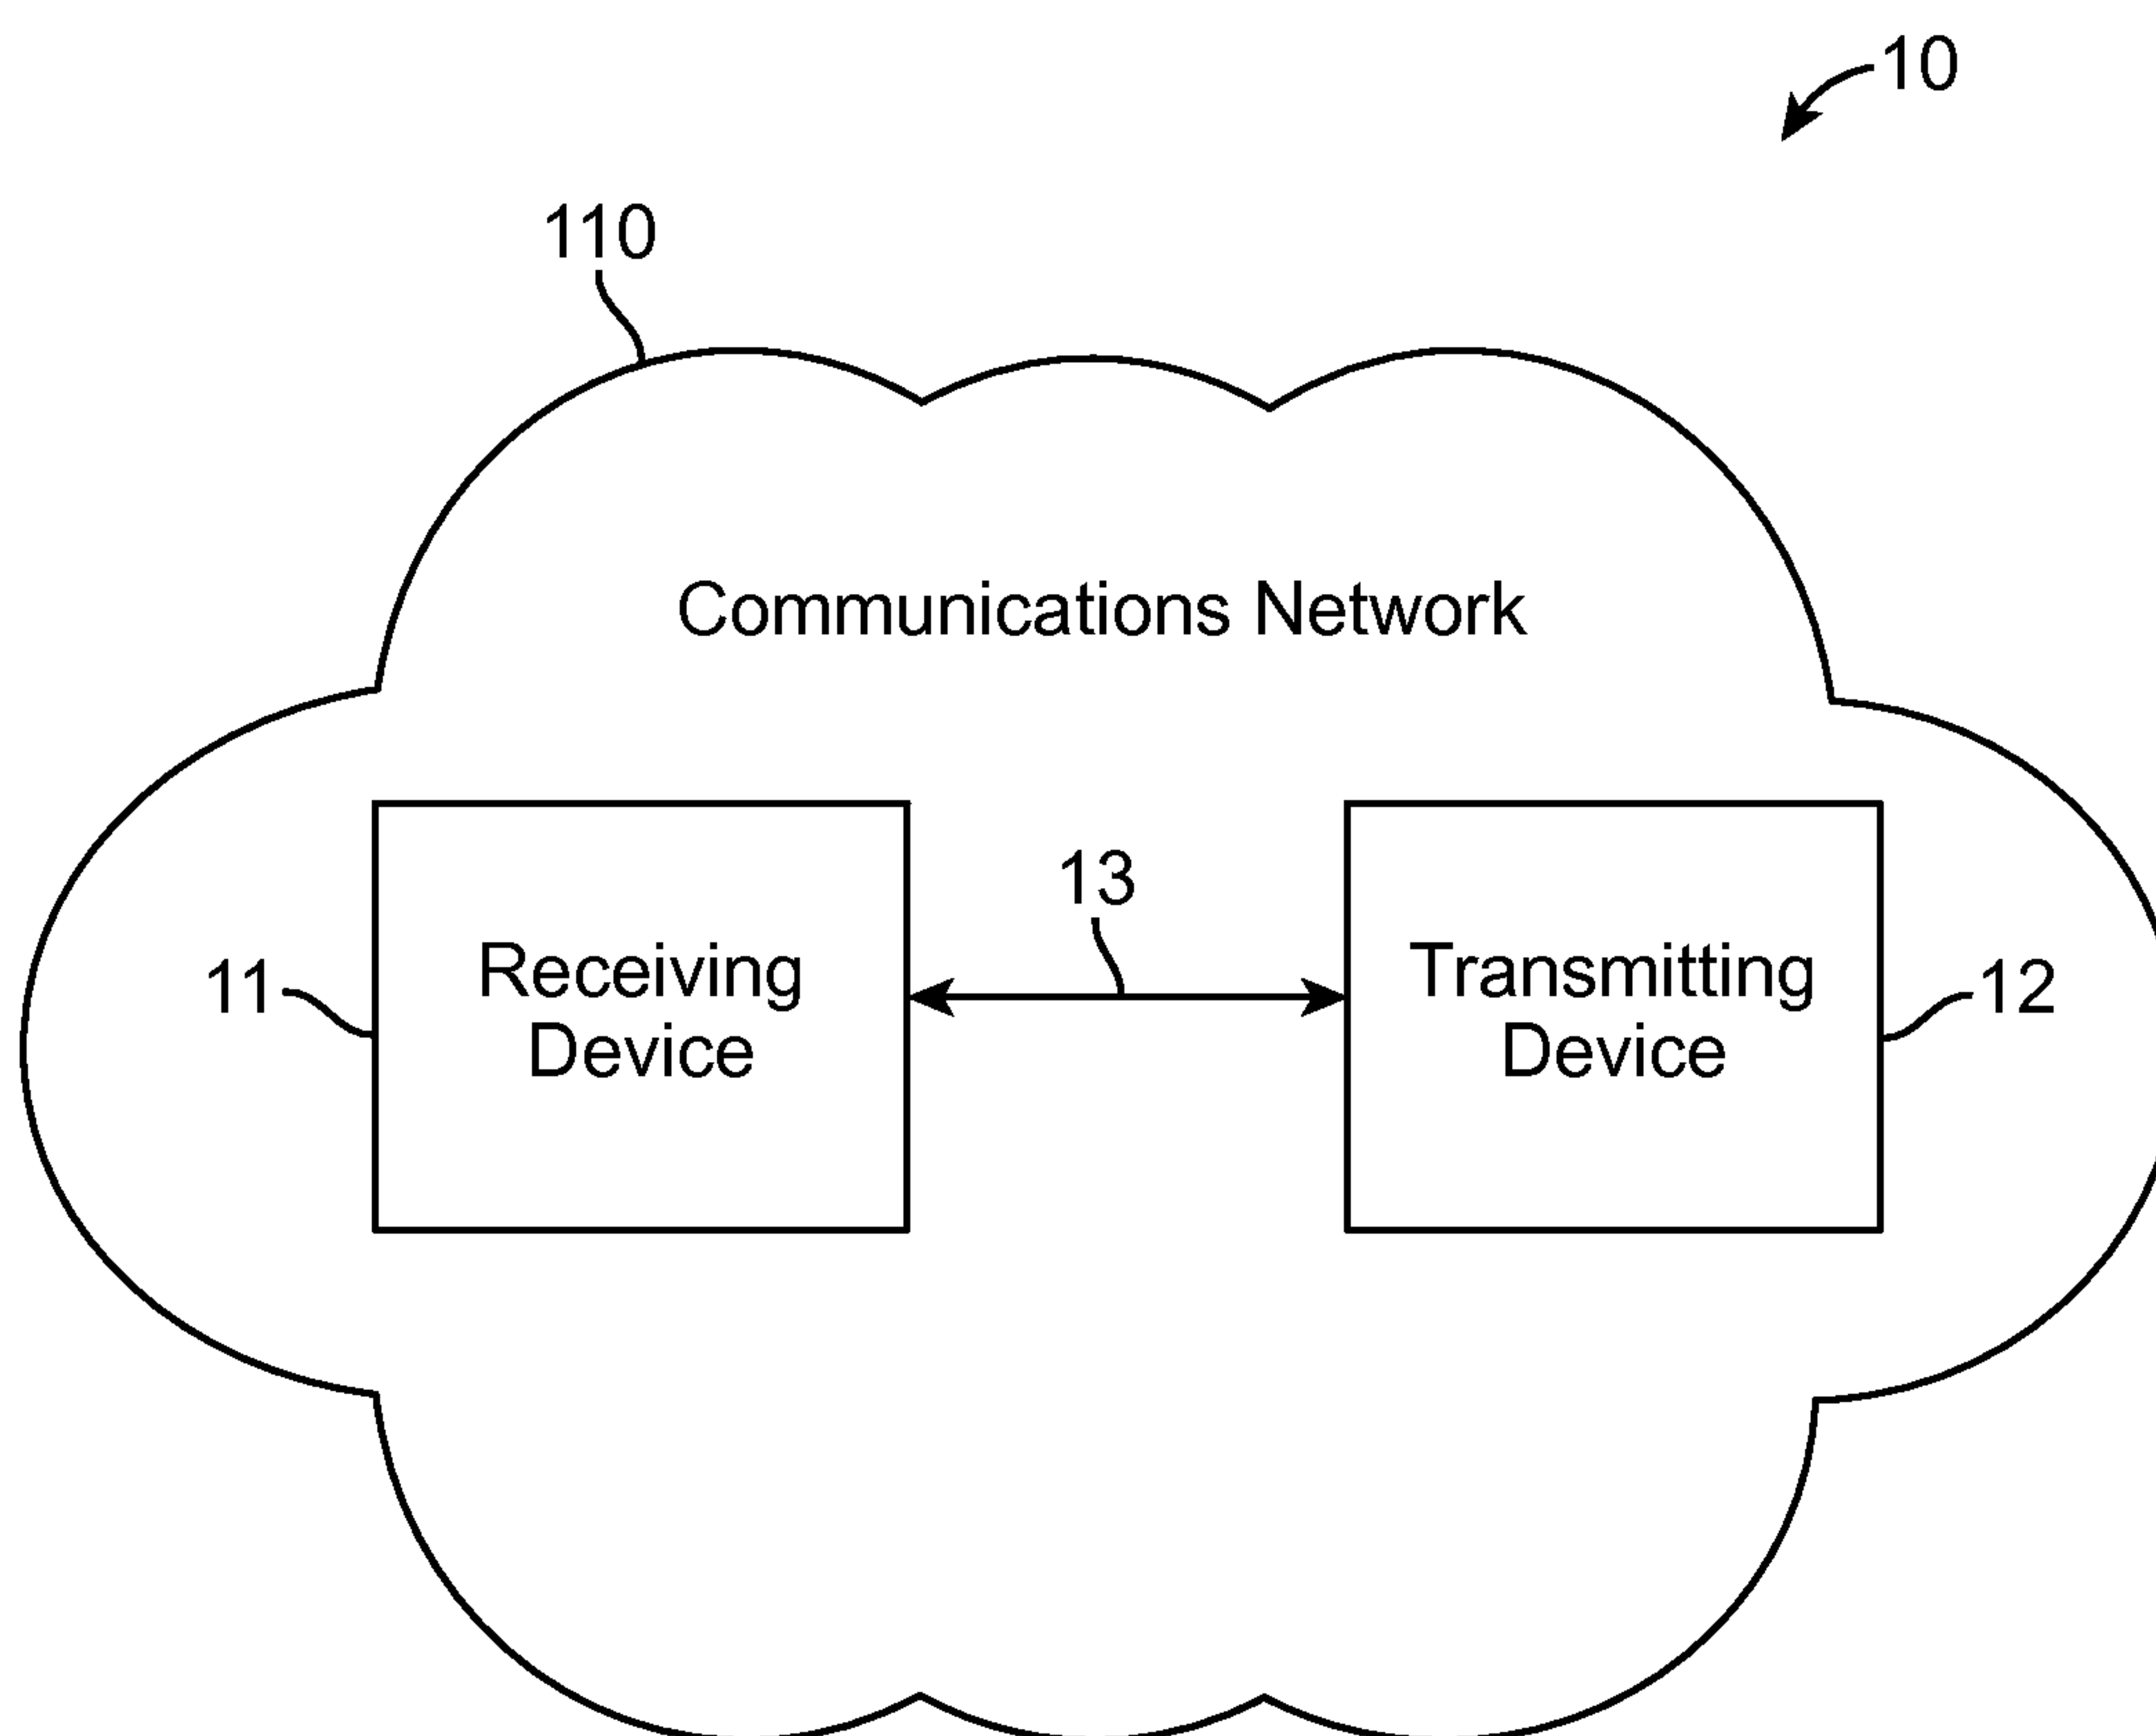 10
110
Communications Network
13
11
Receiving
Device
Transmitting
Device
12